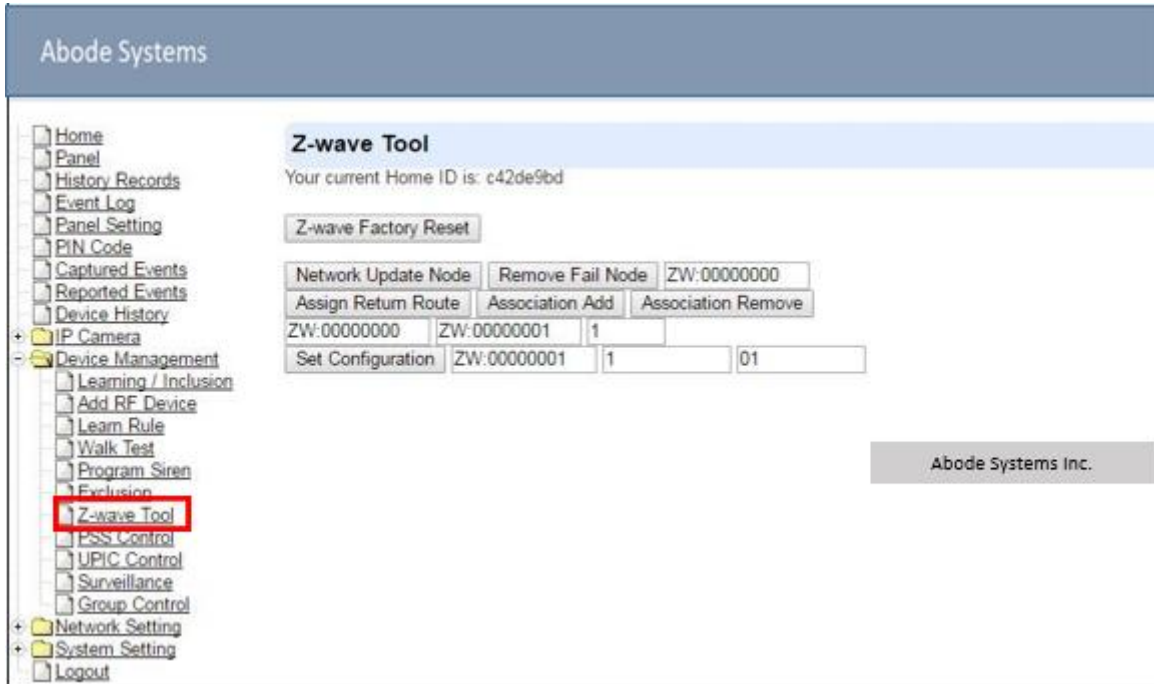 Abode Systems
Home
Panel
History Records
Event Log
Panel Setting
PIN Code
Captured Events
Reported Events
Device History
IP Camera
Device Management
Learning / Inclusion
Add RF Device
Learn Rule
Walk Test
Program Siren
Exclusion
Z-wave Tool
PSS Control
UPIC Control
Surveillance
Group Control
Network Setting
System Setting
Logout
Z-wave Tool
Your current Home ID is: c42de9bd
Z-wave Factory Reset
Network Update Node Remove Fail Node ZW:00000000
Assign Return Route Association Add Association Remove
ZW:00000000 ZW:00000001 1
Set Configuration ZW:00000001 1 01
Abode Systems Inc.